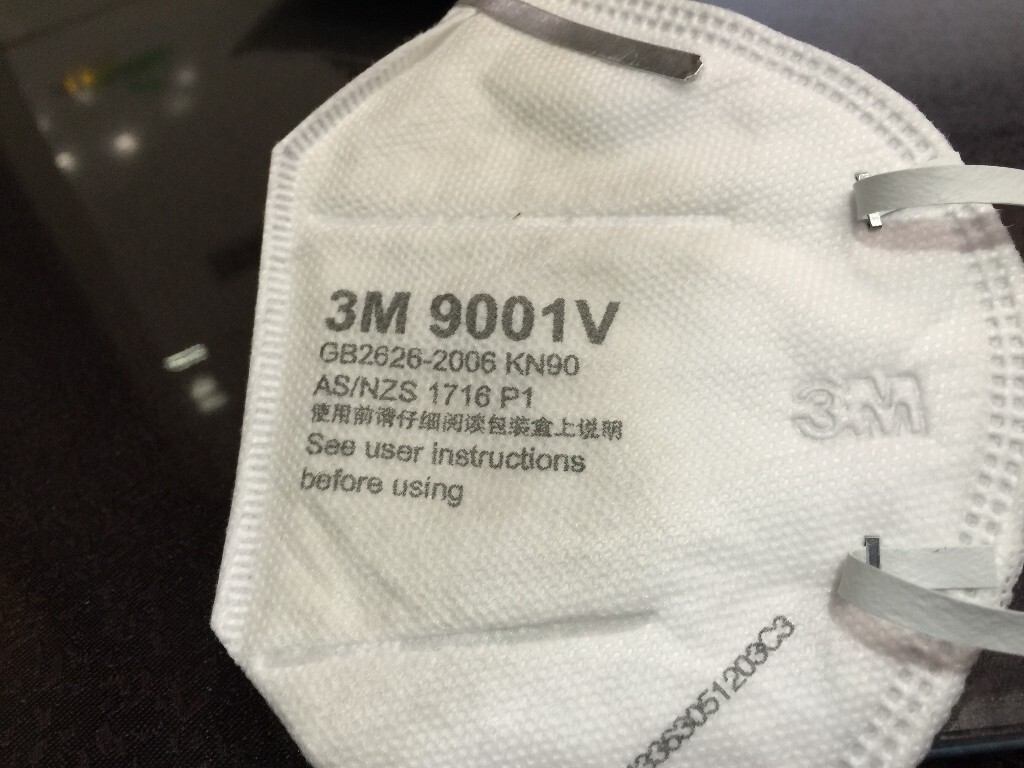 3M 9001V
GB2626-2006 KN90
AS/NZS 1716 P1
使用前请仔细阅读包装盒上说明
See user instructions
before using
3M
3363051203C3